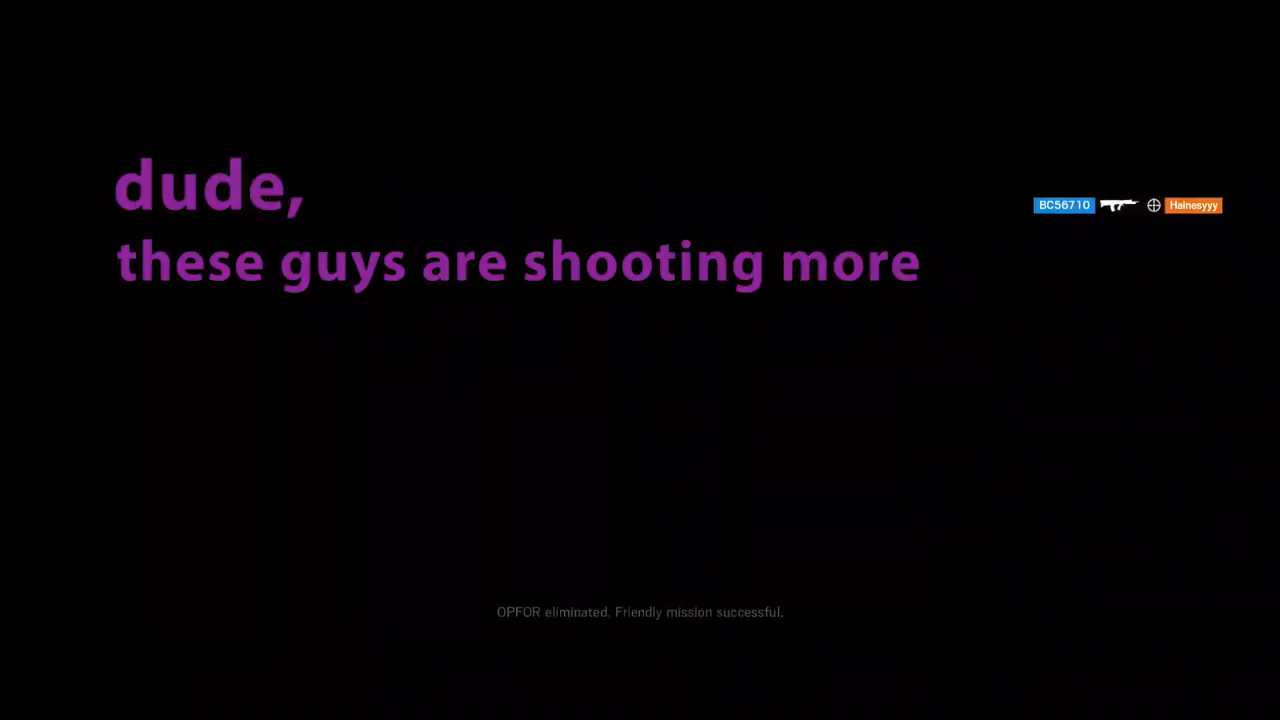 dude,
these guys are shooting more
BC56710 Hainesyyy
OPFOR eliminated. Friendly mission successful.